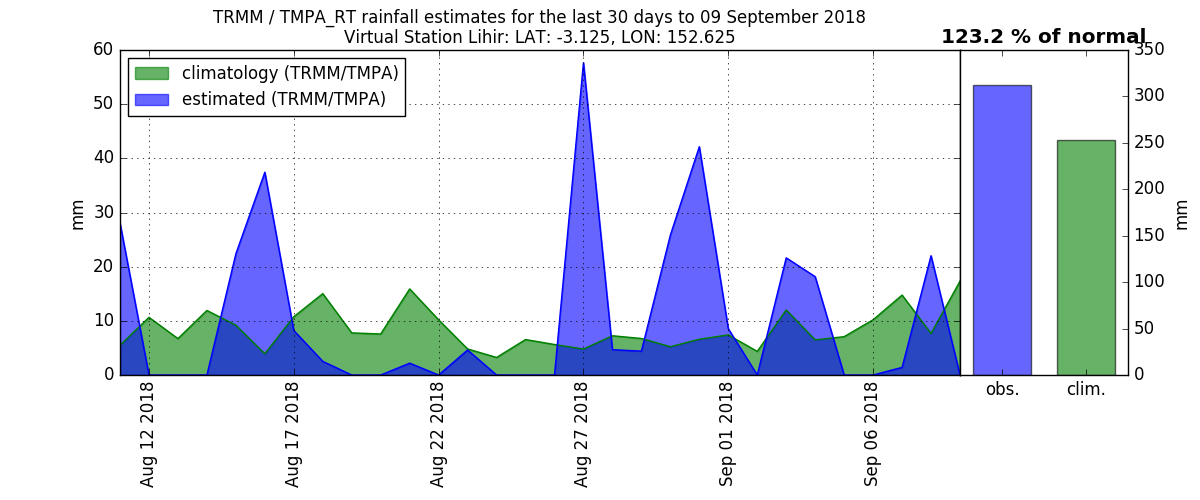 TRMM / TMPA_RT rainfall estimates for the last 30 days to 09 September 2018
Virtual Station Lihir: LAT: -3.125, LON: 152.625
123.2 % of normal
climatology (TRMM/TMPA)
estimated (TRMM/TMPA)
60
50
40
30
20
10
0
mm
Aug 12 2018
Aug 17 2018
Aug 22 2018
Aug 27 2018
Sep 01 2018
Sep 06 2018
350
300
250
200
150
100
50
0
mm
obs.
clim.